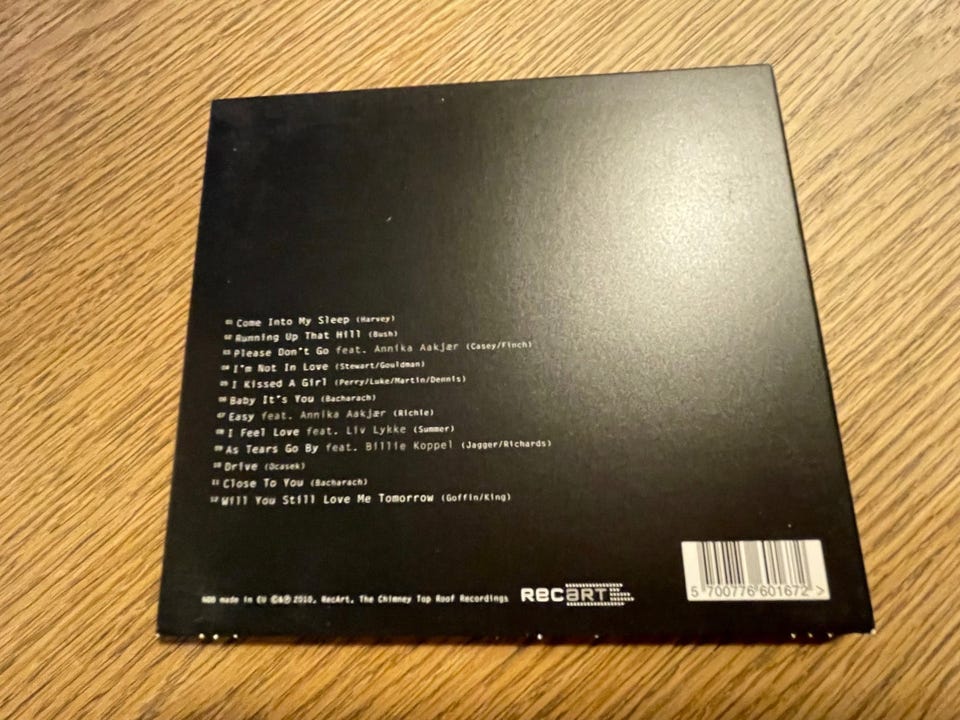 01 Come Into My Sleep (Harvey)
02 Running Up That Hill (Bush)
03 Please Don't Go feat. Annika Aakjær (Casey/Finch)
04 I'm Not In Love (Stewart/Gouldman)
05 I Kissed A Girl (Perry/Luke/Martin/Dennis)
06 Baby It's You (Bacharach)
07 Easy feat. Annika Aakjær (Richie)
08 I Feel Love feat. Liv Lykke (Summer)
09 As Tears Go By feat. Billie Koppel (Jagger/Richards)
10 Drive (Ocasek)
11 Close To You (Bacharach)
12 Will You Still Love Me Tomorrow (Goffin/King)
made in EU ©&℗ 2010, RecArt, The Chimney Top Roof Recordings
RecART
5 700776 601672 >